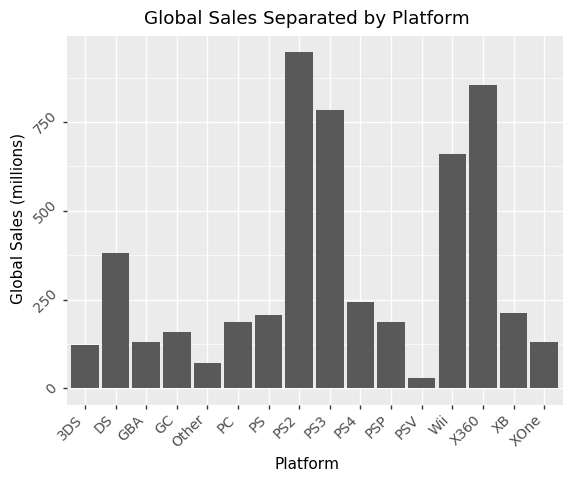 Global Sales Separated by Platform
Global Sales (millions)
750
500
250
0
3DS
DS
GBA
GC
Other
PC
PS
PS2
PS3
PS4
PSP
PSV
Wii
X360
XB
XOne
Platform